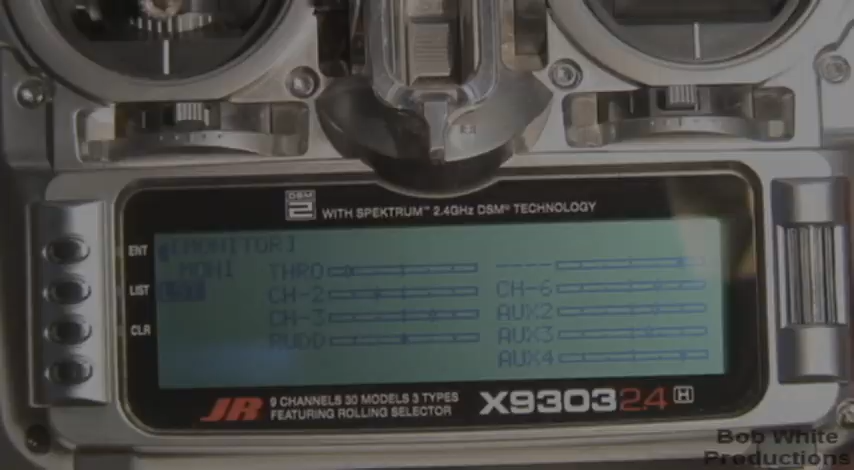 DSM
2
WITH SPEKTRUM™ 2.4GHz DSM® TECHNOLOGY
ENT
LIST
CLR
[MONITOR]
MONI
THRO
CH-2
CH-3
RUDD
CH-6
AUX2
AUX3
AUX4
JR
9 CHANNELS 30 MODELS 3 TYPES
FEATURING ROLLING SELECTOR
X9303 2.4 H
Bob White
Productions